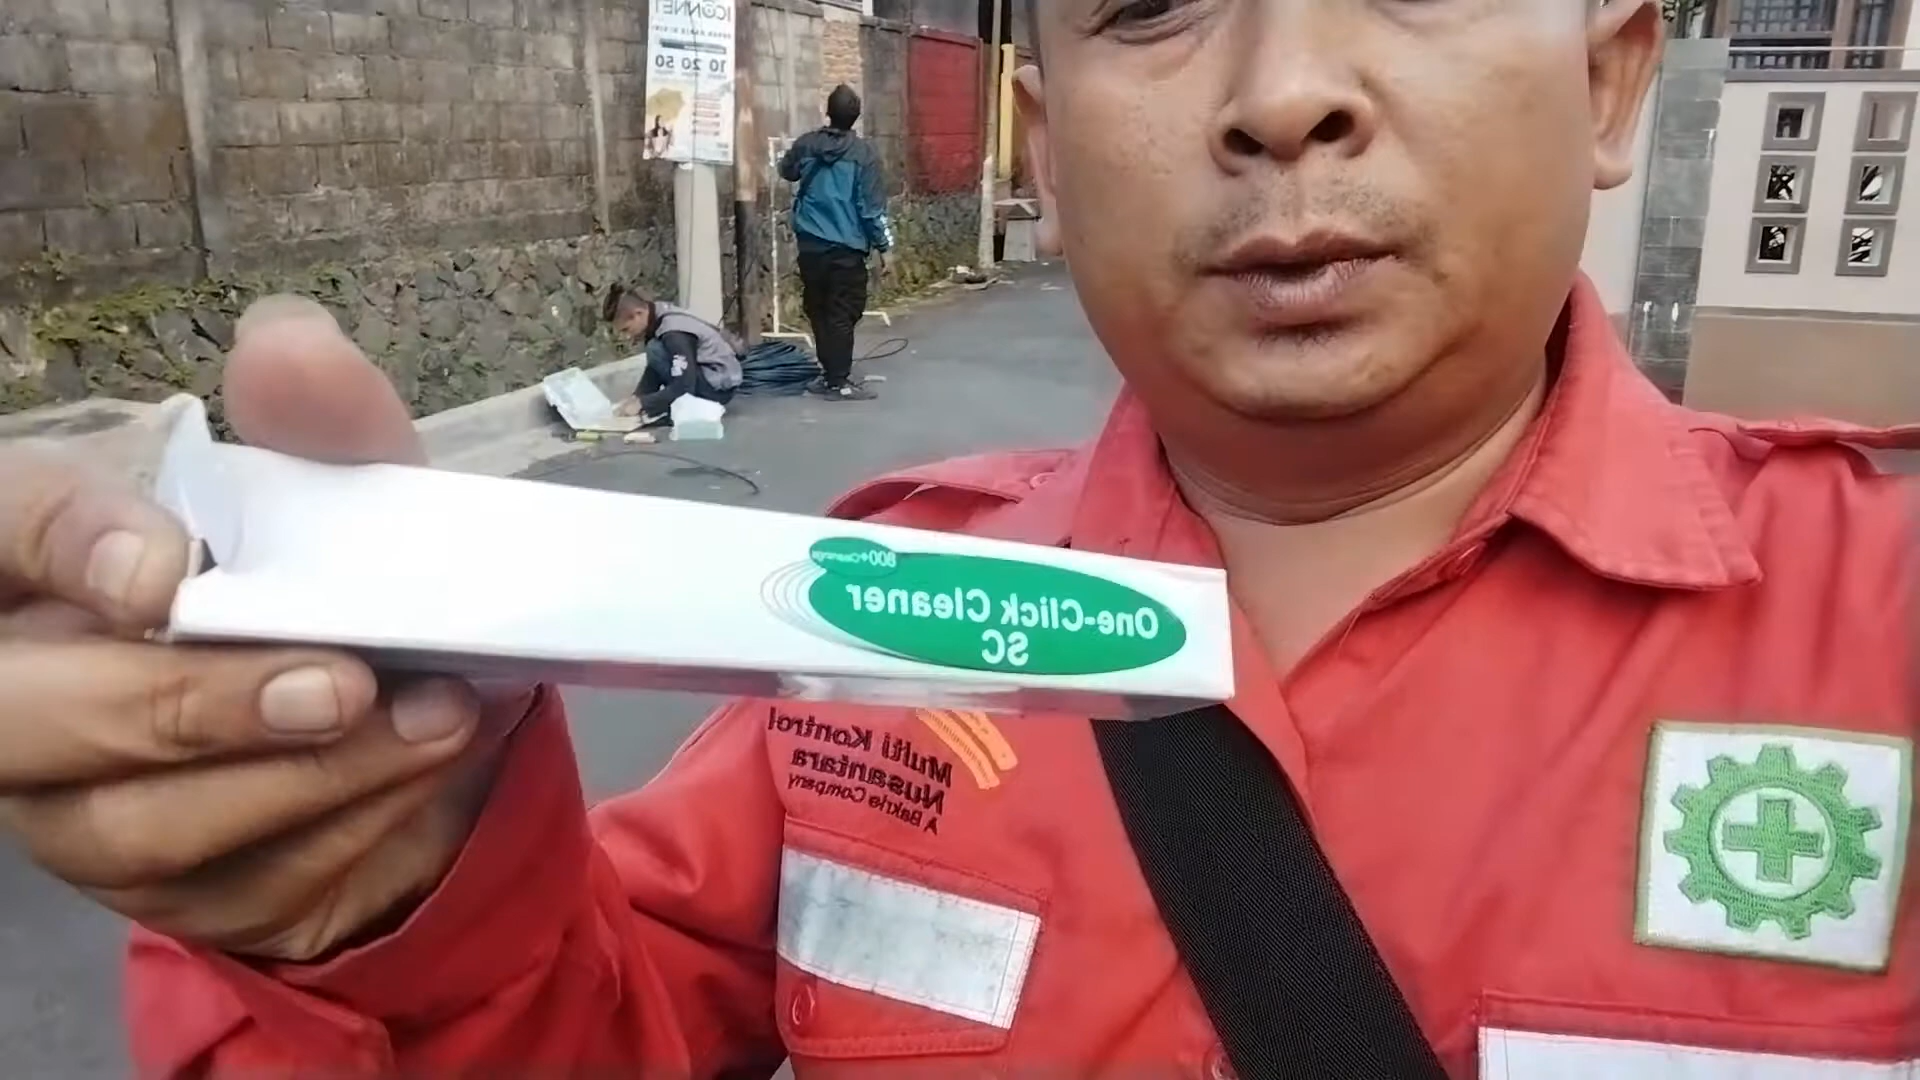 ICONNET
10 20 50
800+Cleanings
One-Click Cleaner
SC
Multi Kontrol
Nusantara
A Bakrie Company